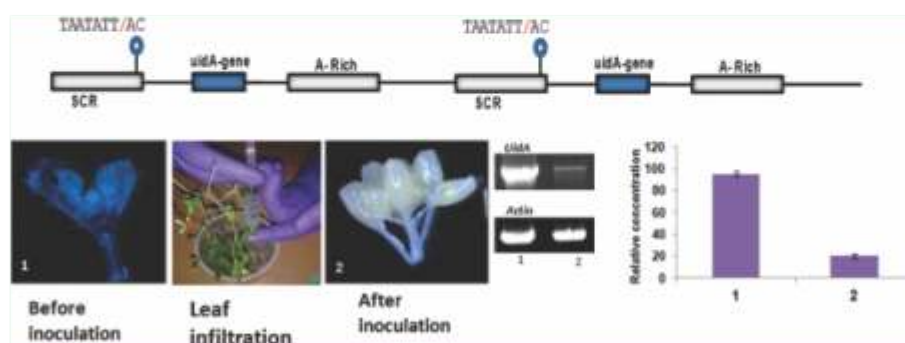 TAATATT/AC
TAATATT/AC
uidA-gene
A-Rich
uidA-gene
A-Rich
SCR
SCR
UidA
Actin
1
2
1 2
Before
inoculation
Leaf
infiltration
After
inoculation
Relative concentration
120
100
80
60
40
20
0
1 2